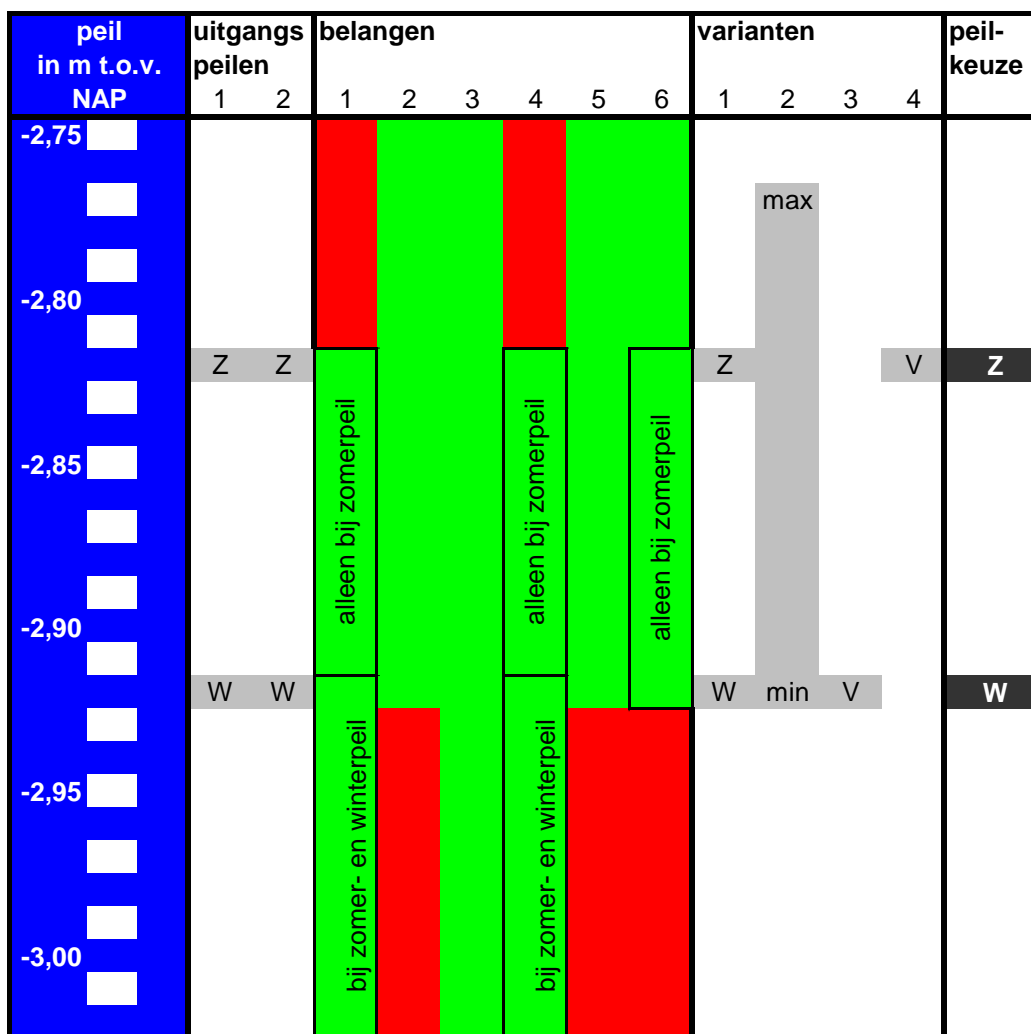 peil uitgangs belangen varianten peil-
in m t.o.v. peilen keuze
NAP 1 2 1 2 3 4 5 6 1 2 3 4
-2,75
max
-2,80
Z Z Z V Z
alleen bij zomerpeil
alleen bij zomerpeil
alleen bij zomerpeil
-2,85
-2,90
W W W min V W
bij zomer- en winterpeil
bij zomer- en winterpeil
-2,95
-3,00